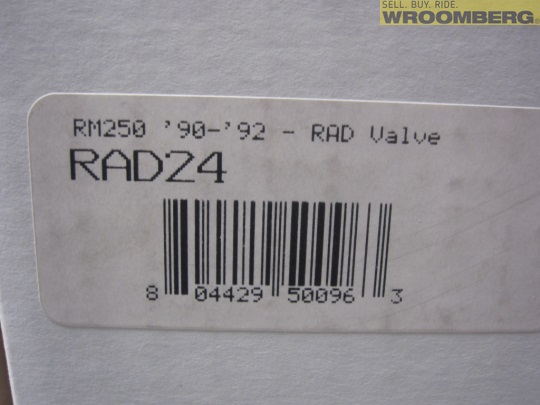 SELL. BUY. RIDE.
WROOMBERG
RM250 '90-'92 - RAD Valve
RAD24
8 04429 50096 3